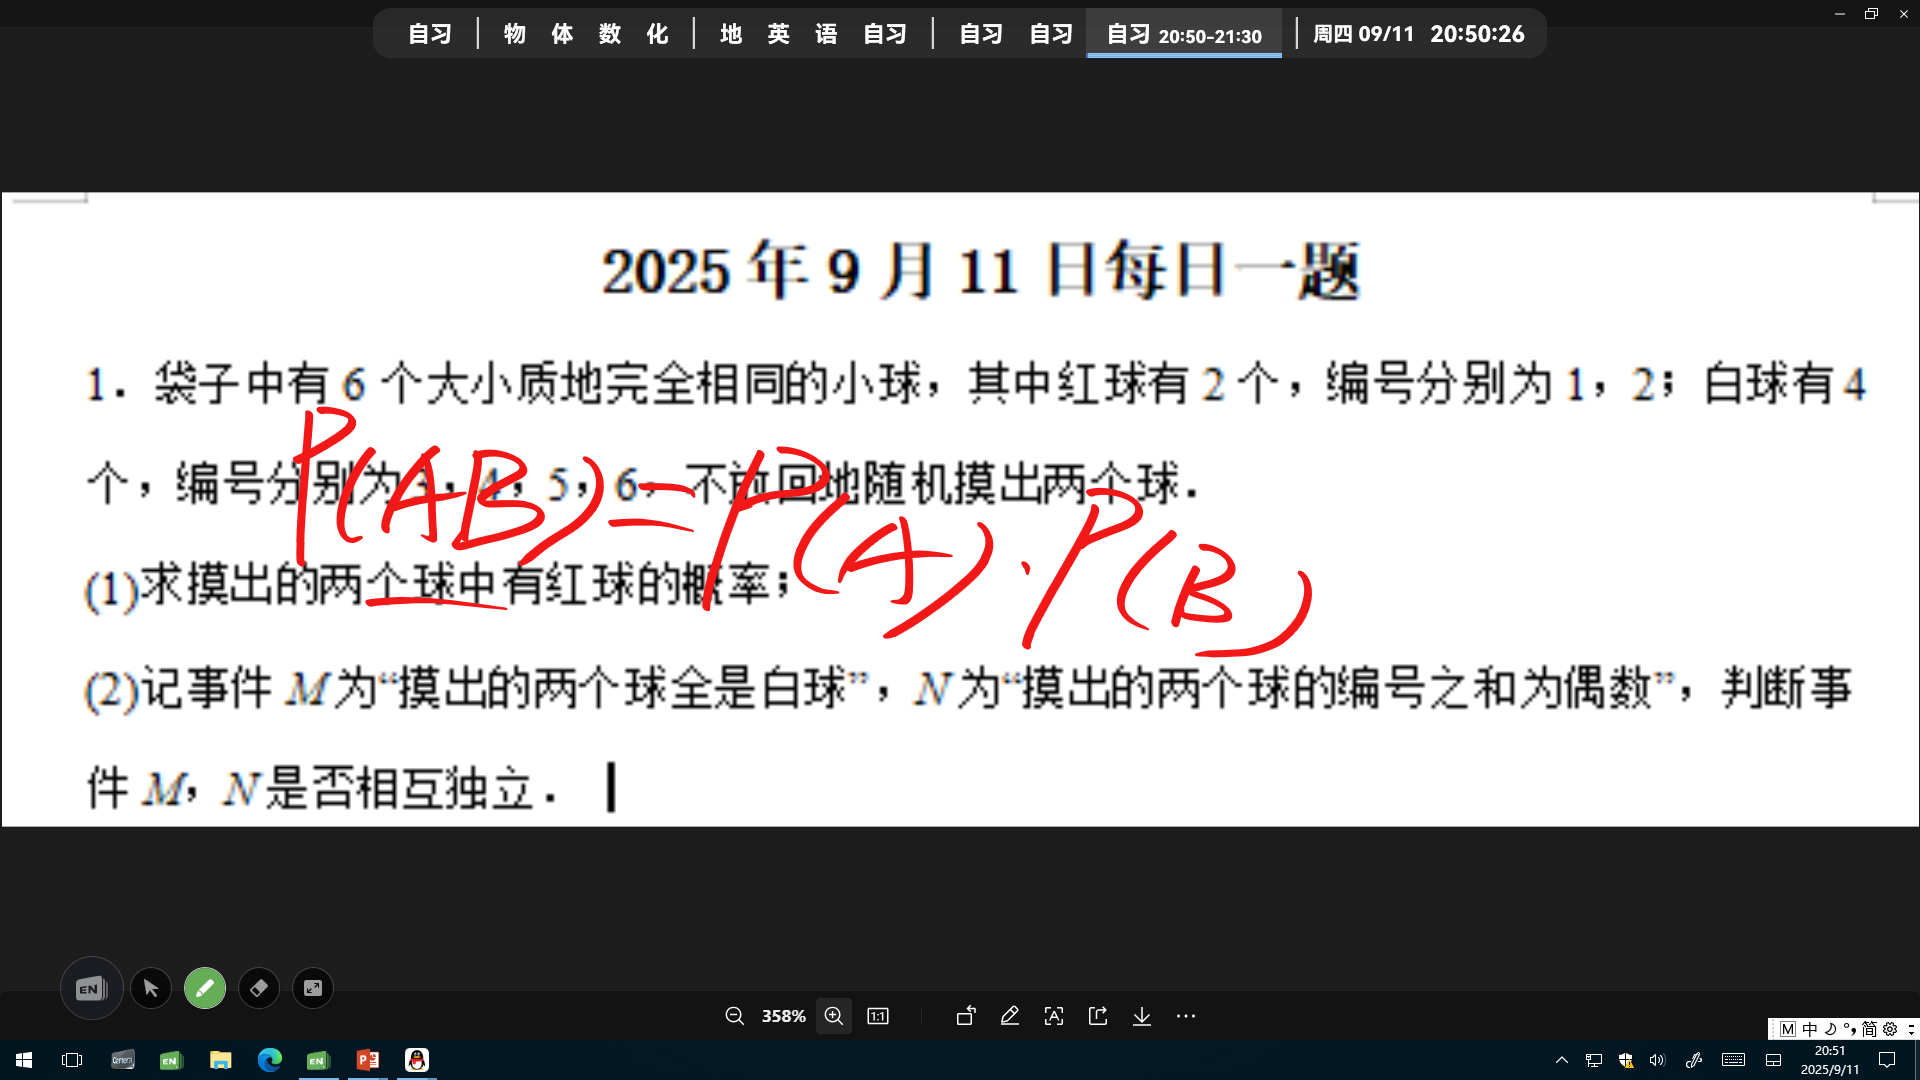 自习 | 物 体 数 化 | 地 英 语 自习 | 自习 自习 自习 20:50-21:30 | 周四 09/11 20:50:26
2025 年 9 月 11 日每日一题
1. 袋子中有 6 个大小质地完全相同的小球，其中红球有 2 个，编号分别为 1，2；白球有 4
个，编号分别为 3，4，5，6，不放回地随机摸出两个球.
P(AB)=P(A)·P(B)
(1)求摸出的两个球中有红球的概率；
(2)记事件 M 为“摸出的两个球全是白球”，N 为“摸出的两个球的编号之和为偶数”，判断事
件 M，N 是否相互独立.
EN
358% 1:1
M 中 简
Camera EN EN P
20:51
2025/9/11